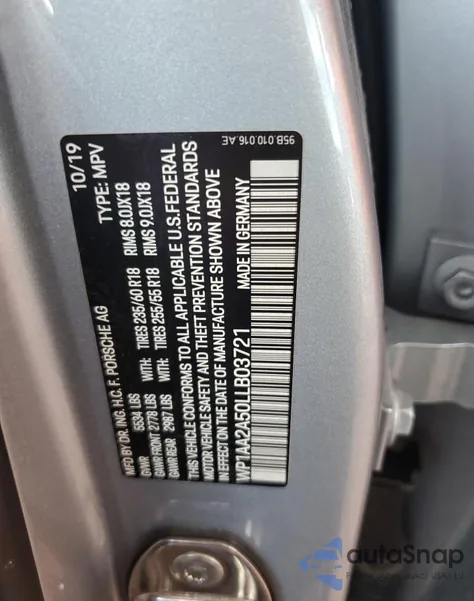 MFD BY DR. ING. H.C. F. PORSCHE AG
10/19
TYPE: MPV
GVWR 5534 LBS
GAWR FRONT 2778 LBS WITH: TIRES 235/60 R18 RIMS 8.0JX18
GAWR REAR 2987 LBS WITH: TIRES 255/55 R18 RIMS 9.0JX18
THIS VEHICLE CONFORMS TO ALL APPLICABLE U.S. FEDERAL
MOTOR VEHICLE SAFETY AND THEFT PREVENTION STANDARDS
IN EFFECT ON THE DATE OF MANUFACTURE SHOWN ABOVE
WP1AA2A50LLB03721 MADE IN GERMANY
95B.010.016.AE
autoSnap